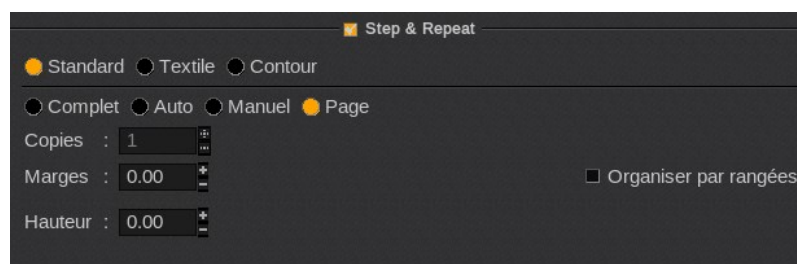 Step & Repeat
Standard Textile Contour
Complet Auto Manuel Page
Copies : 1
Marges : 0.00 Organiser par rangées
Hauteur : 0.00